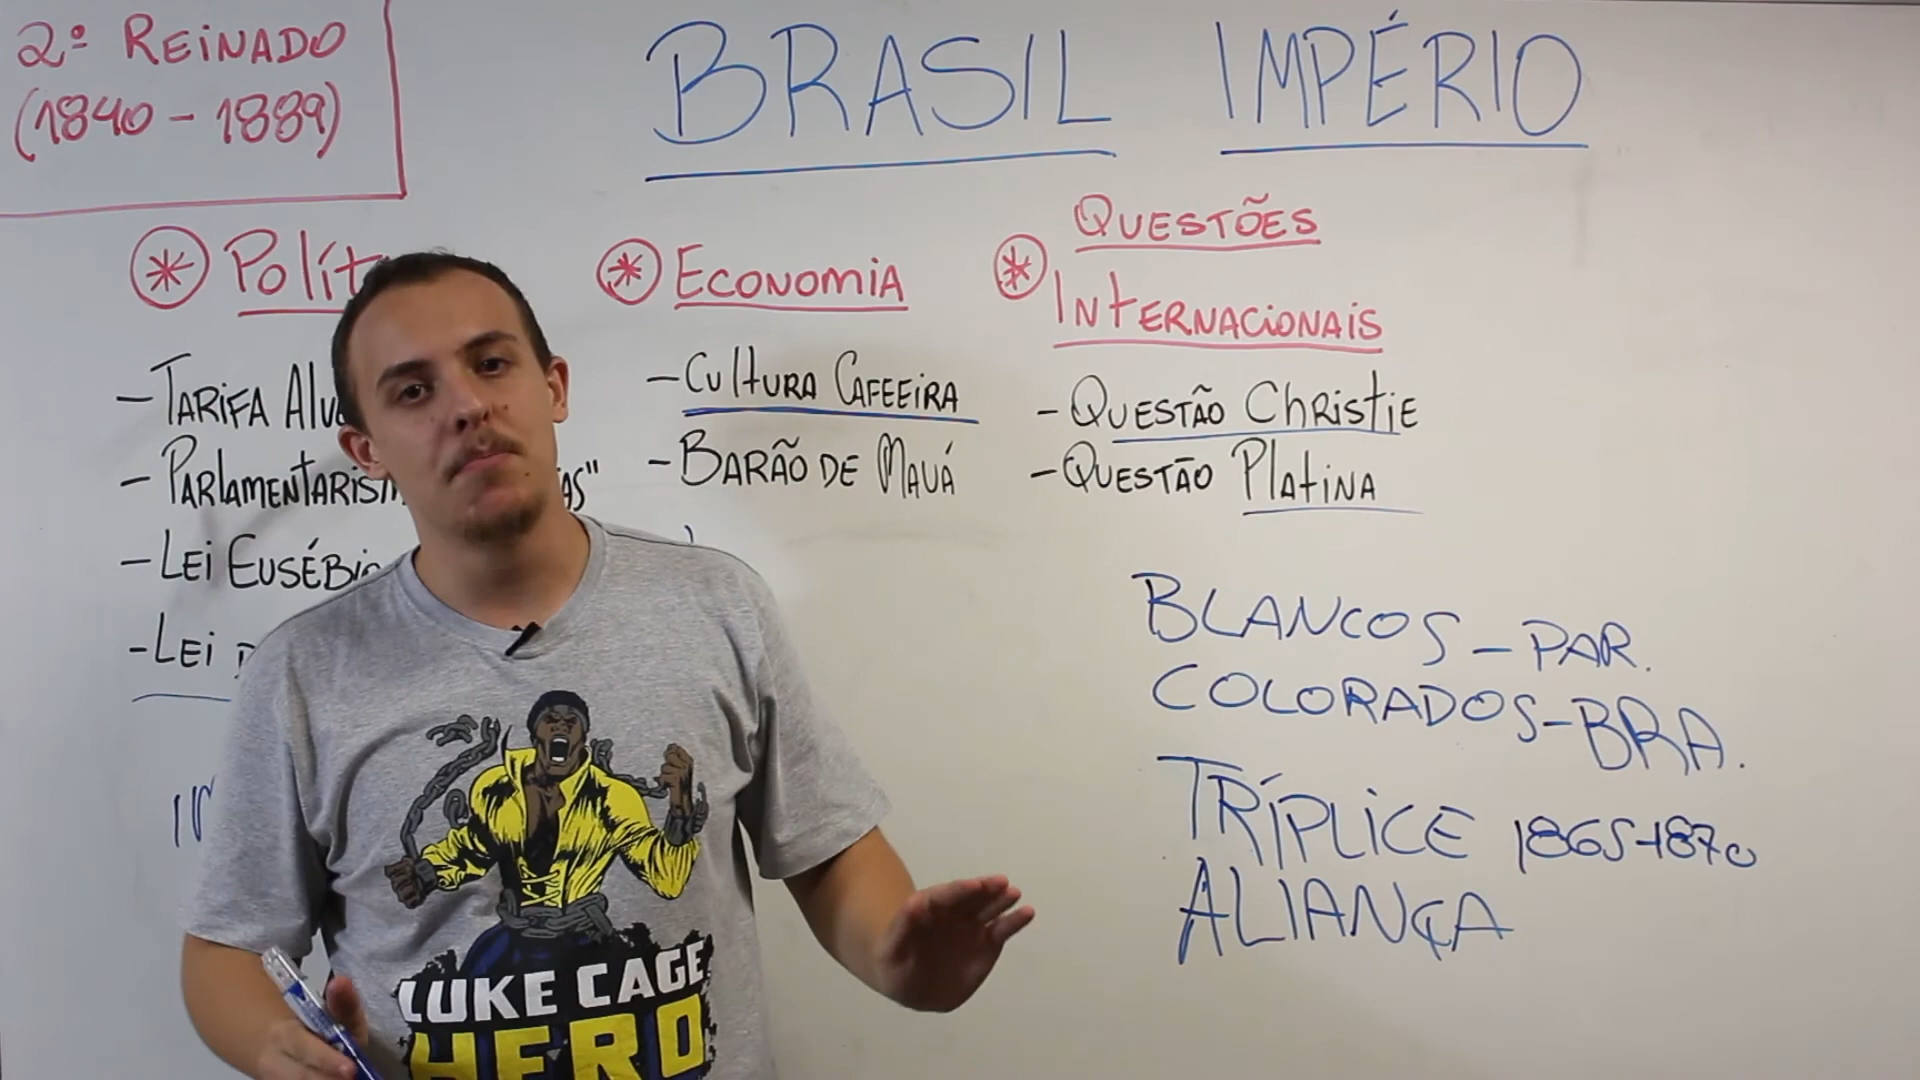 2º REINADO
(1840 - 1889)
BRASIL IMPÉRIO
* Polít
- TARIFA Alv
- PARLAMENTARIS AS"
- LEI EUSÉBIO
- LEI
* ECONOMIA
- CULTURA CAFEEIRA
- BARÃO DE MAUÁ
* QUESTÕES
INTERNACIONAIS
- QUESTÃO CHRISTIE
- QUESTÃO PLATINA
BLANCOS - PAR.
COLORADOS - BRA.
TRÍPLICE 1865-1870
ALIANÇA
LUKE CAGE
HERO